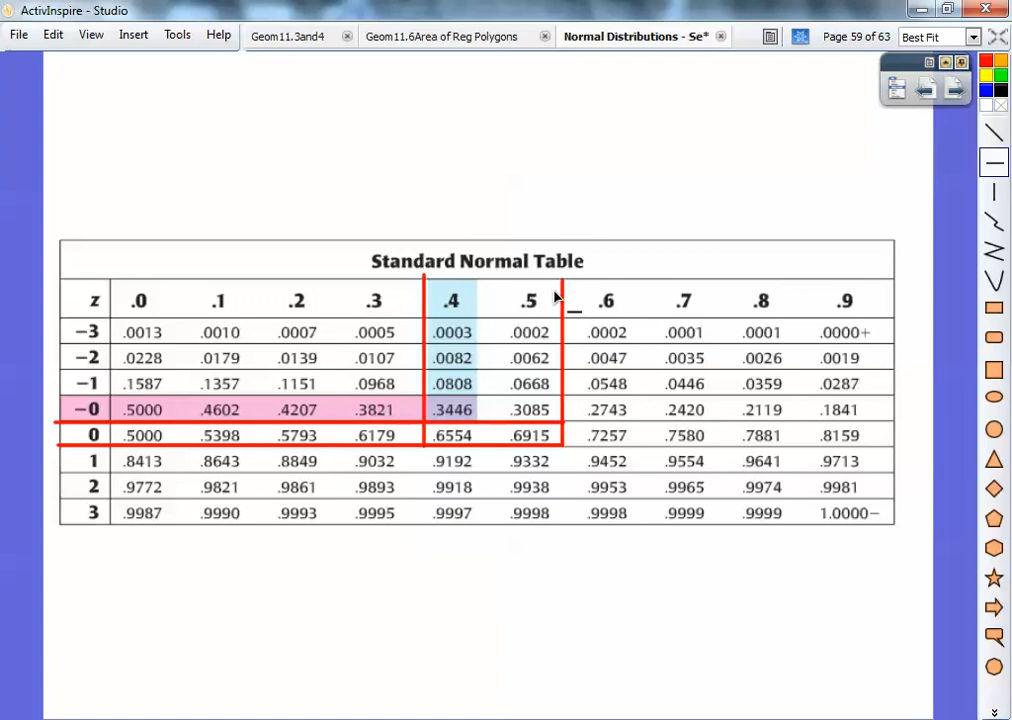 ActivInspire - Studio
File Edit View Insert Tools Help Geom11.3and4 Geom11.6Area of Reg Polygons Normal Distributions - Se* Page 59 of 63 Best Fit
Standard Normal Table
z .0 .1 .2 .3 .4 .5 .6 .7 .8 .9
−3 .0013 .0010 .0007 .0005 .0003 .0002 .0002 .0001 .0001 .0000+
−2 .0228 .0179 .0139 .0107 .0082 .0062 .0047 .0035 .0026 .0019
−1 .1587 .1357 .1151 .0968 .0808 .0668 .0548 .0446 .0359 .0287
−0 .5000 .4602 .4207 .3821 .3446 .3085 .2743 .2420 .2119 .1841
0 .5000 .5398 .5793 .6179 .6554 .6915 .7257 .7580 .7881 .8159
1 .8413 .8643 .8849 .9032 .9192 .9332 .9452 .9554 .9641 .9713
2 .9772 .9821 .9861 .9893 .9918 .9938 .9953 .9965 .9974 .9981
3 .9987 .9990 .9993 .9995 .9997 .9998 .9998 .9999 .9999 1.0000−